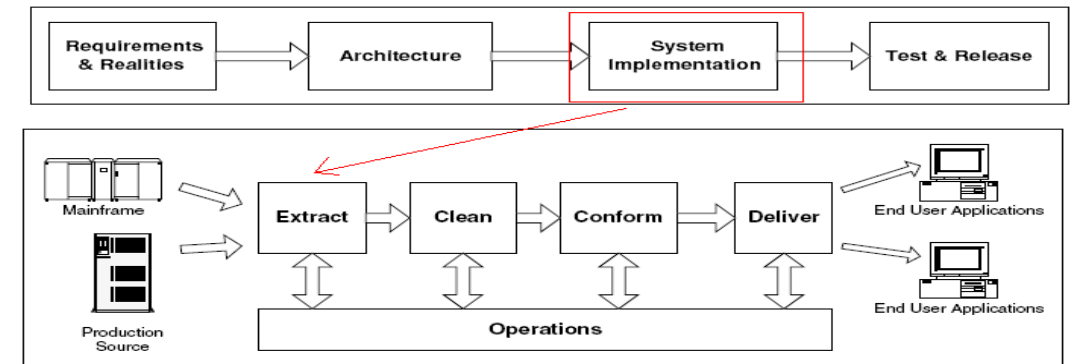 Requirements
& Realities
Architecture
System
Implementation
Test & Release
Mainframe
Production
Source
Extract
Clean
Conform
Deliver
End User Applications
End User Applications
Operations